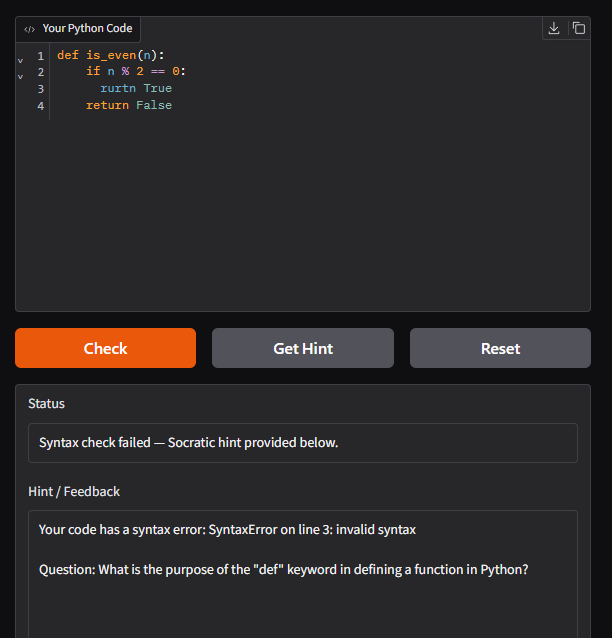 Your Python Code
1 def is_even(n):
2     if n % 2 == 0:
3       rurtn True
4     return False
Check Get Hint Reset
Status
Syntax check failed — Socratic hint provided below.
Hint / Feedback
Your code has a syntax error: SyntaxError on line 3: invalid syntax
Question: What is the purpose of the "def" keyword in defining a function in Python?